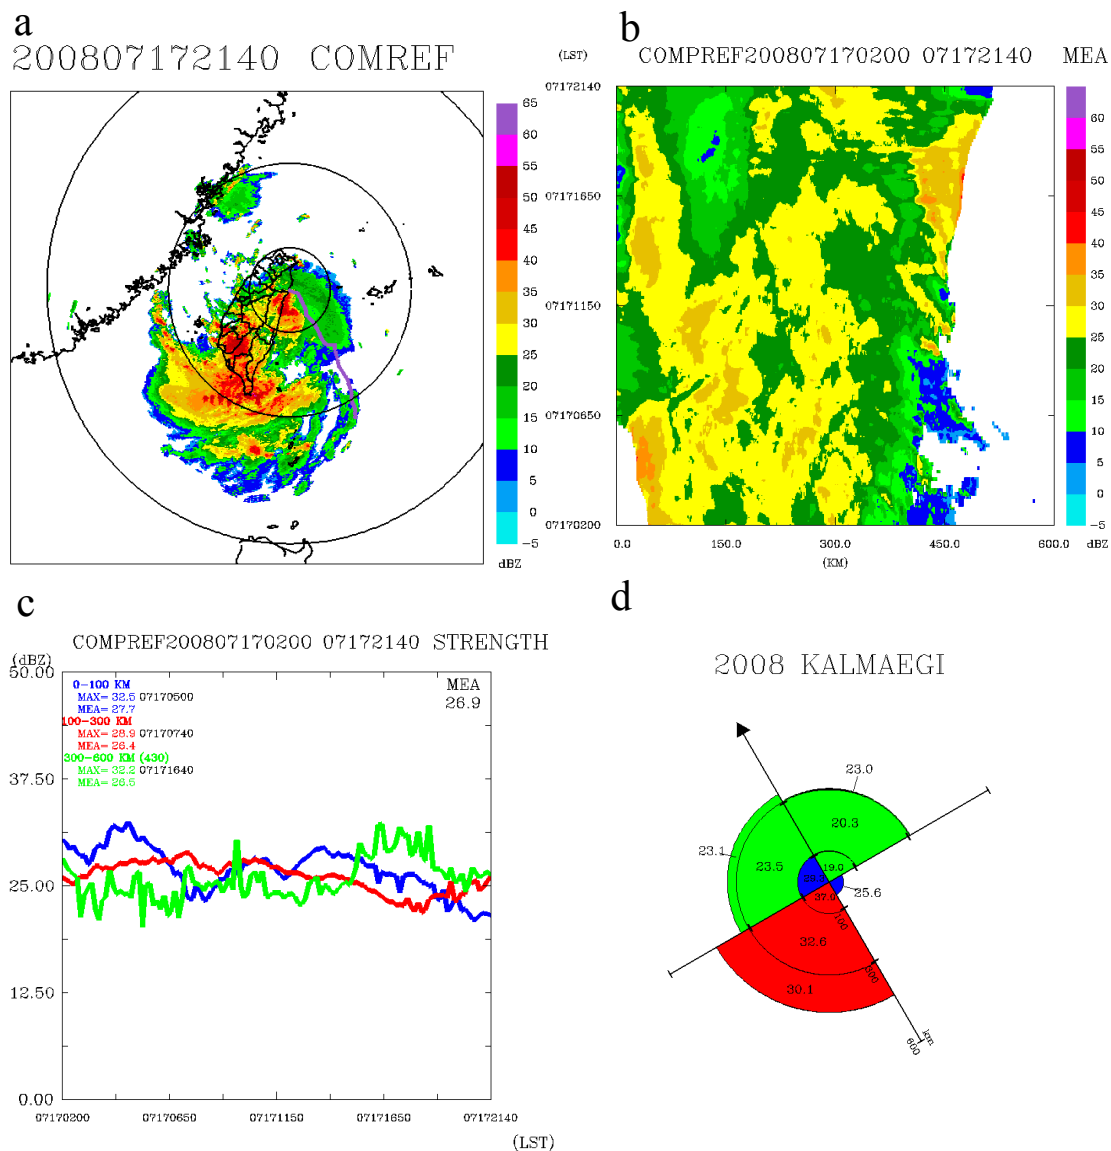 a
200807172140 COMREF
65
60
55
50
45
40
35
30
25
20
15
10
5
0
-5
dBZ
b
(LST) COMPREF200807170200 07172140 MEA
07172140
07171650
07171150
07170650
07170200
0.0 150.0 300.0 450.0 600.0
(KM)
60
55
50
45
40
35
30
25
20
15
10
5
0
-5
dBZ
c
COMPREF200807170200 07172140 STRENGTH
(dBZ)
50.00
37.50
25.00
12.50
0.00
0-100 KM
MAX= 32.5 07170500
MEA= 27.7
100-300 KM
MAX= 28.9 07170740
MEA= 26.4
300-600 KM (430)
MAX= 32.2 07171640
MEA= 26.5
MEA
26.9
07170200 07170650 07171150 07171650 07172140
(LST)
d
2008 KALMAEGI
23.0
20.3
23.1
23.5
19.0
25.6
37.0
100
32.6
300
30.1
km
600